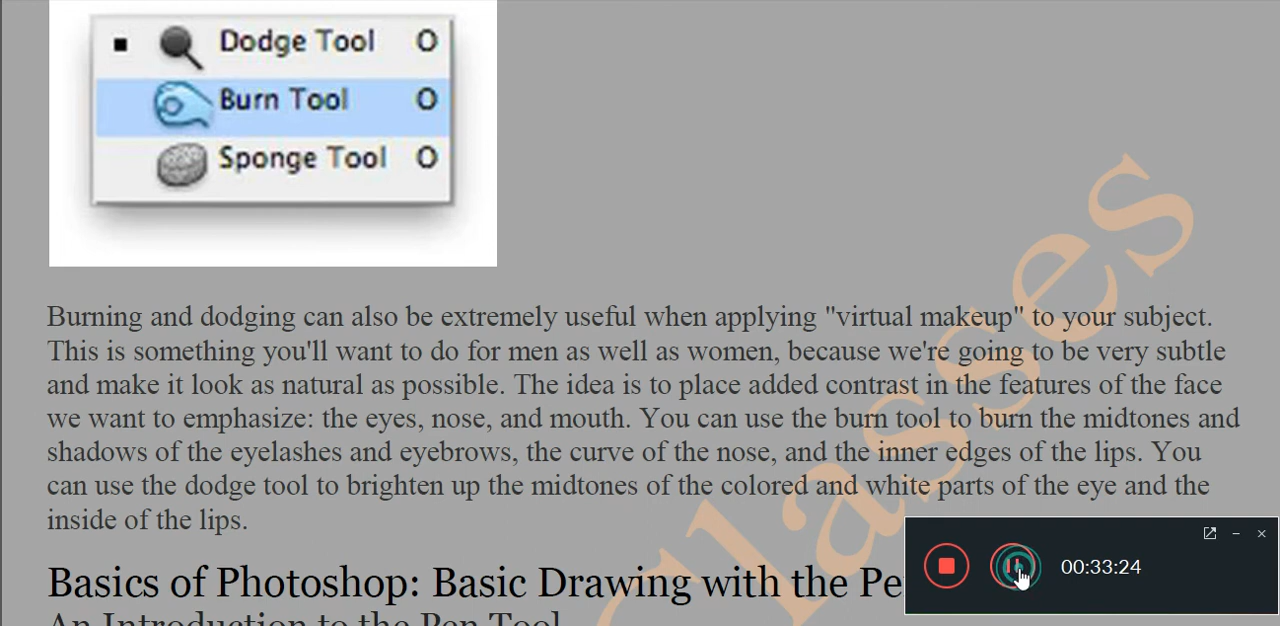 Dodge Tool O
Burn Tool O
Sponge Tool O
Burning and dodging can also be extremely useful when applying "virtual makeup" to your subject.
This is something you'll want to do for men as well as women, because we're going to be very subtle
and make it look as natural as possible. The idea is to place added contrast in the features of the face
we want to emphasize: the eyes, nose, and mouth. You can use the burn tool to burn the midtones and
shadows of the eyelashes and eyebrows, the curve of the nose, and the inner edges of the lips. You
can use the dodge tool to brighten up the midtones of the colored and white parts of the eye and the
inside of the lips.
Classes
00:33:24
Basics of Photoshop: Basic Drawing with the Pe
An Introduction to the Pen Tool